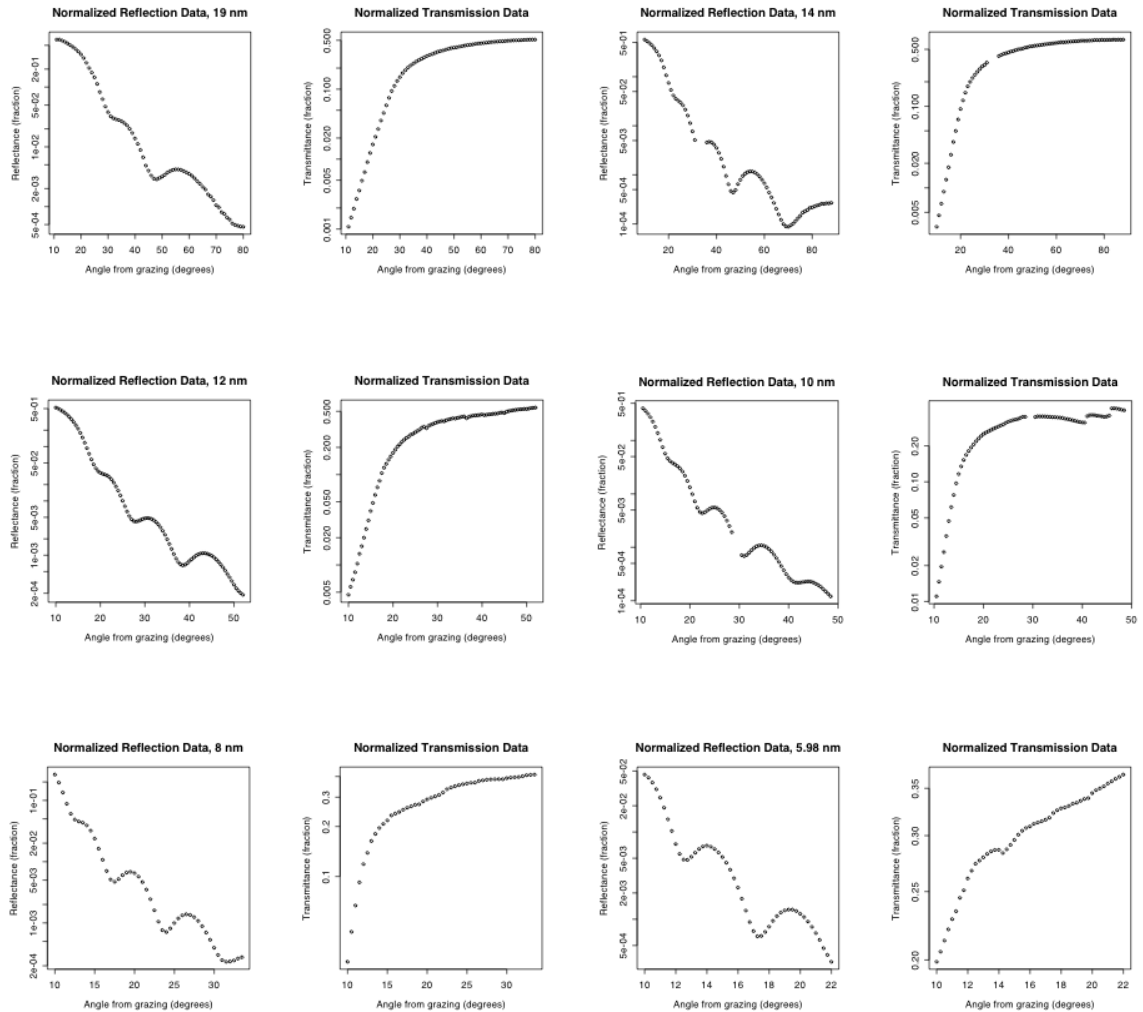 Normalized Reflection Data, 19 nm
Reflectance (fraction)
2e-01
5e-02
1e-02
2e-03
5e-04
10 20 30 40 50 60 70 80
Angle from grazing (degrees)
Normalized Transmission Data
Transmittance (fraction)
0.500
0.100
0.020
0.005
0.001
10 20 30 40 50 60 70 80
Angle from grazing (degrees)
Normalized Reflection Data, 14 nm
Reflectance (fraction)
5e-01
5e-02
5e-03
5e-04
1e-04
20 40 60 80
Angle from grazing (degrees)
Normalized Transmission Data
Transmittance (fraction)
0.500
0.100
0.020
0.005
20 40 60 80
Angle from grazing (degrees)
Normalized Reflection Data, 12 nm
Reflectance (fraction)
5e-01
5e-02
5e-03
1e-03
2e-04
10 20 30 40 50
Angle from grazing (degrees)
Normalized Transmission Data
Transmittance (fraction)
0.500
0.200
0.050
0.020
0.005
10 20 30 40 50
Angle from grazing (degrees)
Normalized Reflection Data, 10 nm
Reflectance (fraction)
5e-01
5e-02
5e-03
5e-04
1e-04
10 20 30 40 50
Angle from grazing (degrees)
Normalized Transmission Data
Transmittance (fraction)
0.20
0.10
0.05
0.02
0.01
10 20 30 40 50
Angle from grazing (degrees)
Normalized Reflection Data, 8 nm
Reflectance (fraction)
1e-01
2e-02
5e-03
1e-03
2e-04
10 15 20 25 30
Angle from grazing (degrees)
Normalized Transmission Data
Transmittance (fraction)
0.3
0.2
0.1
10 15 20 25 30
Angle from grazing (degrees)
Normalized Reflection Data, 5.98 nm
Reflectance (fraction)
5e-02
2e-02
5e-03
2e-03
5e-04
10 12 14 16 18 20 22
Angle from grazing (degrees)
Normalized Transmission Data
Transmittance (fraction)
0.35
0.30
0.25
0.20
10 12 14 16 18 20 22
Angle from grazing (degrees)